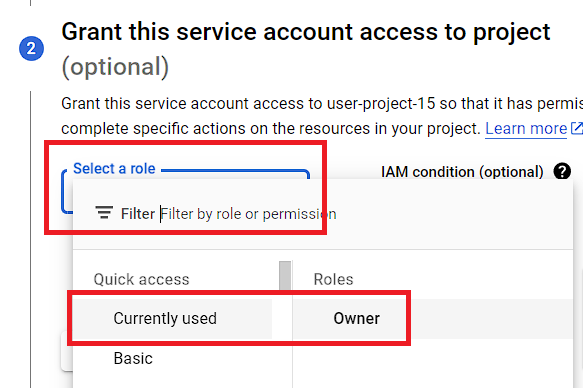 2
Grant this service account access to project
(optional)
Grant this service account access to user-project-15 so that it has permis
complete specific actions on the resources in your project. Learn more
Select a role
IAM condition (optional) ?
Filter Filter by role or permission
Quick access
Roles
Currently used
Owner
Basic